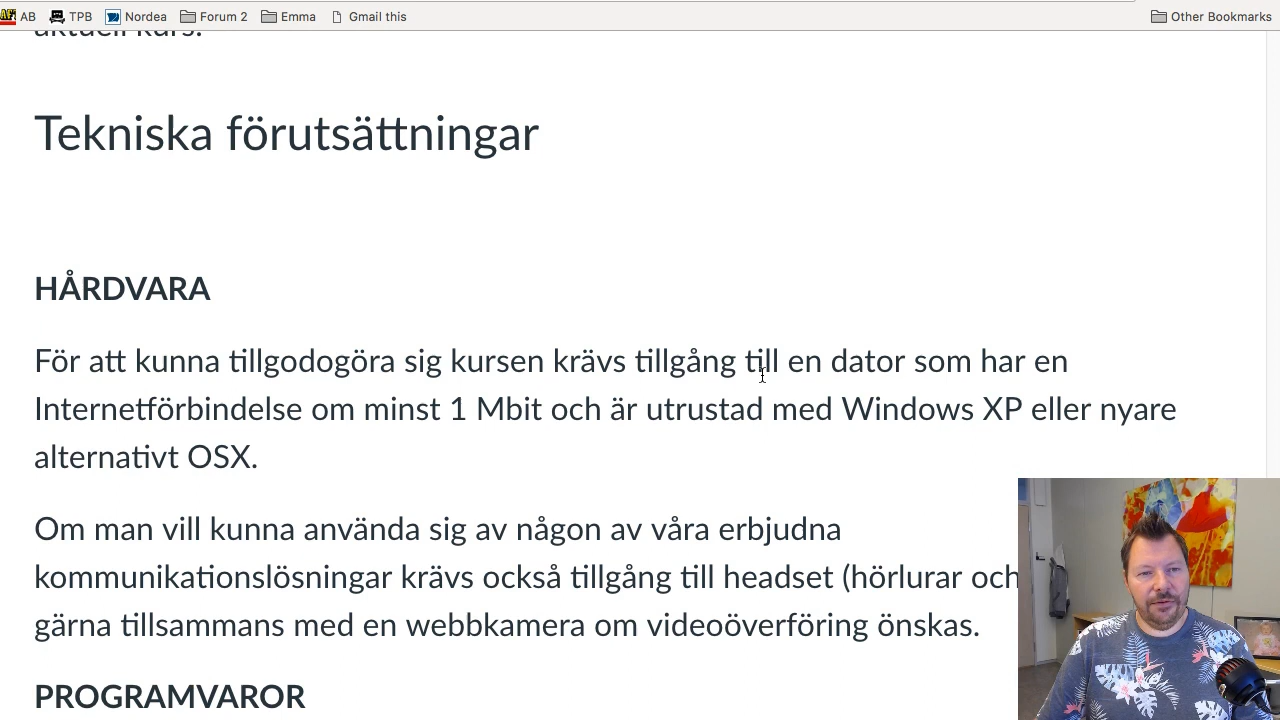 AB TPB Nordea Forum 2 Emma Gmail this Other Bookmarks
aktuell kurs.
Tekniska förutsättningar
HÅRDVARA
För att kunna tillgodogöra sig kursen krävs tillgång till en dator som har en
Internetförbindelse om minst 1 Mbit och är utrustad med Windows XP eller nyare
alternativt OSX.
Om man vill kunna använda sig av någon av våra erbjudna
kommunikationslösningar krävs också tillgång till headset (hörlurar och
gärna tillsammans med en webbkamera om videoöverföring önskas.
PROGRAMVAROR